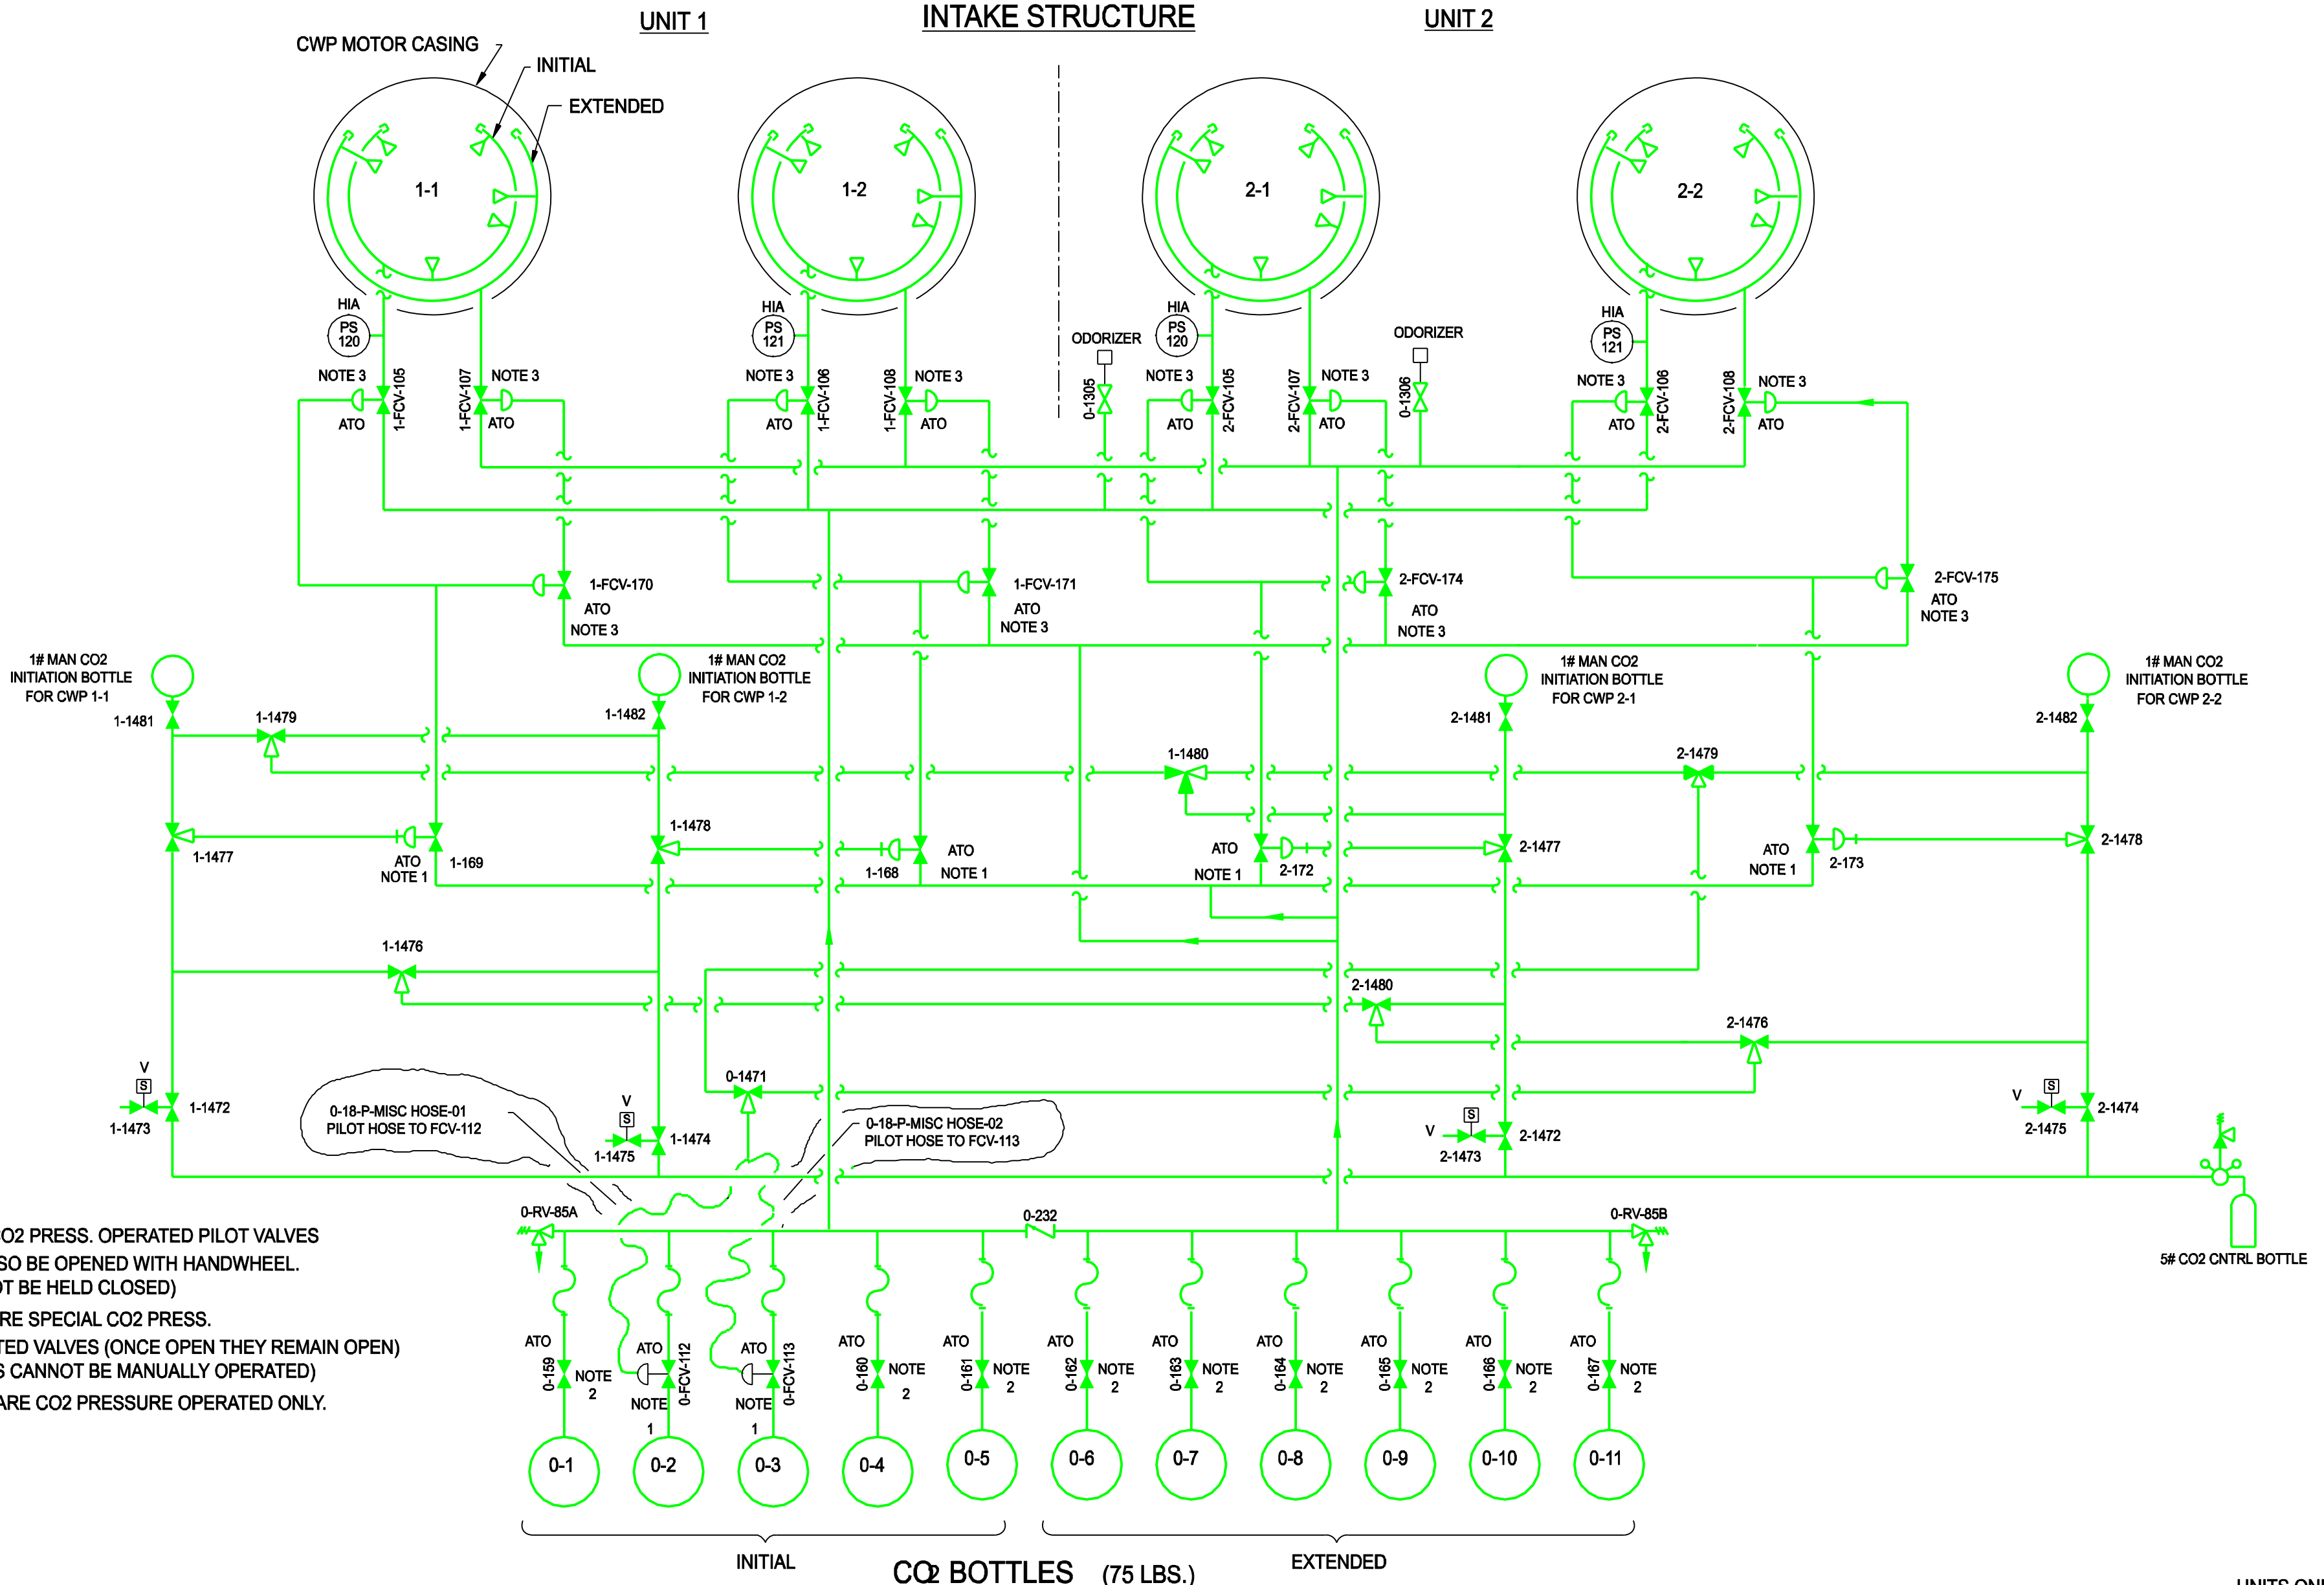 UNIT 1
INTAKE STRUCTURE
UNIT 2
CWP MOTOR CASING
INITIAL
EXTENDED
1-1
1-2
2-1
2-2
HIA
PS
120
HIA
PS
121
HIA
PS
120
HIA
PS
121
ODORIZER
ODORIZER
NOTE 3
1-FCV-105
ATO
1-FCV-107
NOTE 3
ATO
NOTE 3
1-FCV-106
ATO
1-FCV-108
NOTE 3
ATO
0-1305
NOTE 3
2-FCV-105
ATO
2-FCV-107
NOTE 3
ATO
0-1306
NOTE 3
2-FCV-106
ATO
2-FCV-108
NOTE 3
ATO
1-FCV-170
ATO
NOTE 3
1-FCV-171
ATO
NOTE 3
2-FCV-174
ATO
NOTE 3
2-FCV-175
ATO
NOTE 3
1# MAN CO2
INITIATION BOTTLE
FOR CWP 1-1
1# MAN CO2
INITIATION BOTTLE
FOR CWP 1-2
1# MAN CO2
INITIATION BOTTLE
FOR CWP 2-1
1# MAN CO2
INITIATION BOTTLE
FOR CWP 2-2
1-1481
1-1479
1-1482
2-1481
2-1482
1-1480
2-1479
1-1477
ATO
NOTE 1
1-169
1-1478
1-168
ATO
NOTE 1
ATO
NOTE 1
2-172
2-1477
ATO
NOTE 1
2-173
2-1478
1-1476
2-1480
2-1476
V
S
1-1472
1-1473
0-18-P-MISC HOSE-01
PILOT HOSE TO FCV-112
0-1471
V
S
1-1474
1-1475
0-18-P-MISC HOSE-02
PILOT HOSE TO FCV-113
V
S
2-1472
2-1473
V
S
2-1474
2-1475
5# CO2 CNTRL BOTTLE
0-RV-85A
0-232
0-RV-85B
CO2 PRESS. OPERATED PILOT VALVES
SO BE OPENED WITH HANDWHEEL.
OT BE HELD CLOSED)
RE SPECIAL CO2 PRESS.
TED VALVES (ONCE OPEN THEY REMAIN OPEN)
S CANNOT BE MANUALLY OPERATED)
ARE CO2 PRESSURE OPERATED ONLY.
ATO
0-159
NOTE
2
ATO
0-FCV-112
NOTE
1
ATO
0-FCV-113
NOTE
1
ATO
0-160
NOTE
2
ATO
0-161
NOTE
2
ATO
0-162
NOTE
2
ATO
0-163
NOTE
2
ATO
0-164
NOTE
2
ATO
0-165
NOTE
2
ATO
0-166
NOTE
2
ATO
0-167
NOTE
2
0-1
0-2
0-3
0-4
0-5
0-6
0-7
0-8
0-9
0-10
0-11
INITIAL
EXTENDED
CO2 BOTTLES (75 LBS.)